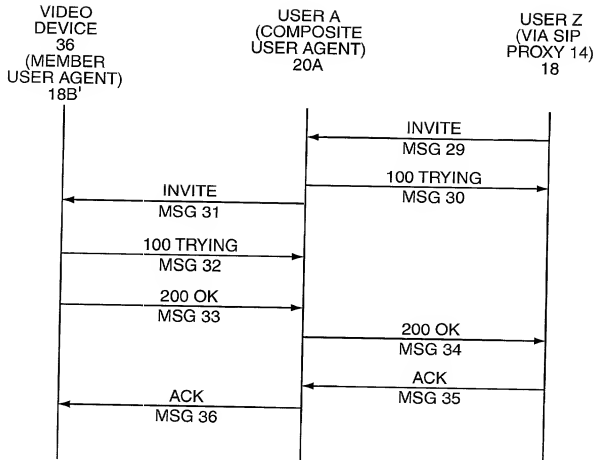 VIDEO
DEVICE
36
(MEMBER
USER AGENT)
18B'
USER A
(COMPOSITE
USER AGENT)
20A
USER Z
(VIA SIP
PROXY 14)
18
INVITE
MSG 29
100 TRYING
MSG 30
INVITE
MSG 31
100 TRYING
MSG 32
200 OK
MSG 33
200 OK
MSG 34
ACK
MSG 35
ACK
MSG 36